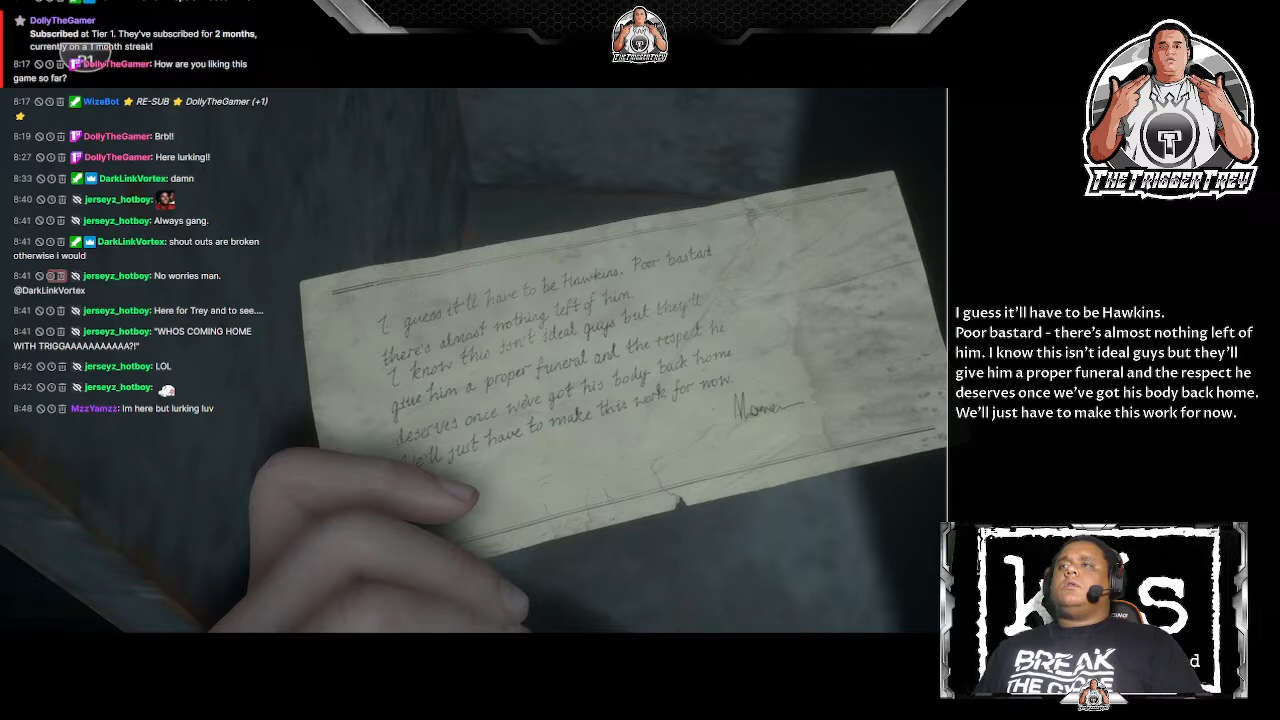 DollyTheGamer
Subscribed at Tier 1. They've subscribed for 2 months,
currently on a 1 month streak!
8:17 DollyTheGamer: How are you liking this
game so far?
8:17 WizeBot RE-SUB DollyTheGamer (+1)
8:19 DollyTheGamer: Brb!!
8:27 DollyTheGamer: Here lurking!!
8:33 DarkLinkVortex: damn
8:40 jerseyz_hotboy:
8:41 jerseyz_hotboy: Always gang.
8:41 DarkLinkVortex: shout outs are broken
otherwise i would
8:41 jerseyz_hotboy: No worries man.
@DarkLinkVortex
8:41 jerseyz_hotboy: Here for Trey and to see....
8:41 jerseyz_hotboy: "WHOS COMING HOME
WITH TRIGGAAAAAAAAAAA?!"
8:42 jerseyz_hotboy: LOL
8:42 jerseyz_hotboy:
8:48 MzzYamzz: Im here but lurking luv
THETRIGGERTREY
I guess it'll have to be Hawkins. Poor bastard
there's almost nothing left of him.
I know this isn't ideal guys but they'll
give him a proper funeral and the respect he
deserves once we've got his body back home
We'll just have to make this work for now.
THETRIGGERTREY
T
I guess it'll have to be Hawkins.
Poor bastard - there's almost nothing left of
him. I know this isn't ideal guys but they'll
give him a proper funeral and the respect he
deserves once we've got his body back home.
We'll just have to make this work for now.
BREAK
THE CYCLE